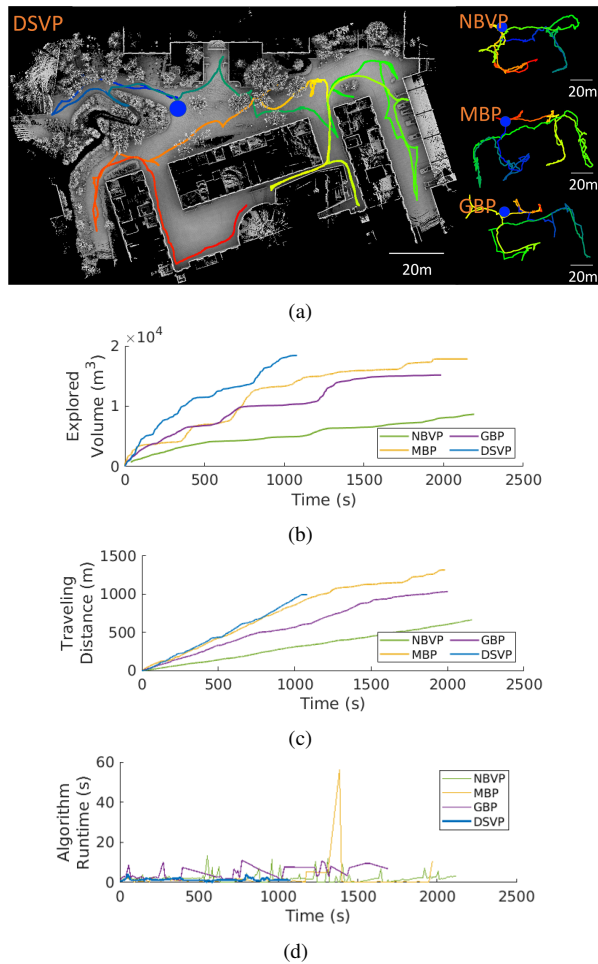 DSVP
NBVP
20m
MBP
20m
GBP
20m
20m
(a)
× 10⁴
2
1
0
Explored
Volume (m³)
0 500 1000 1500 2000 2500
NBVP GBP
MBP DSVP
Time (s)
(b)
1500
1000
500
0
Traveling
Distance (m)
0 500 1000 1500 2000 2500
NBVP GBP
MBP DSVP
Time (s)
(c)
60
40
20
0
Algorithm
Runtime (s)
0 500 1000 1500 2000 2500
NBVP
MBP
GBP
DSVP
Time (s)
(d)